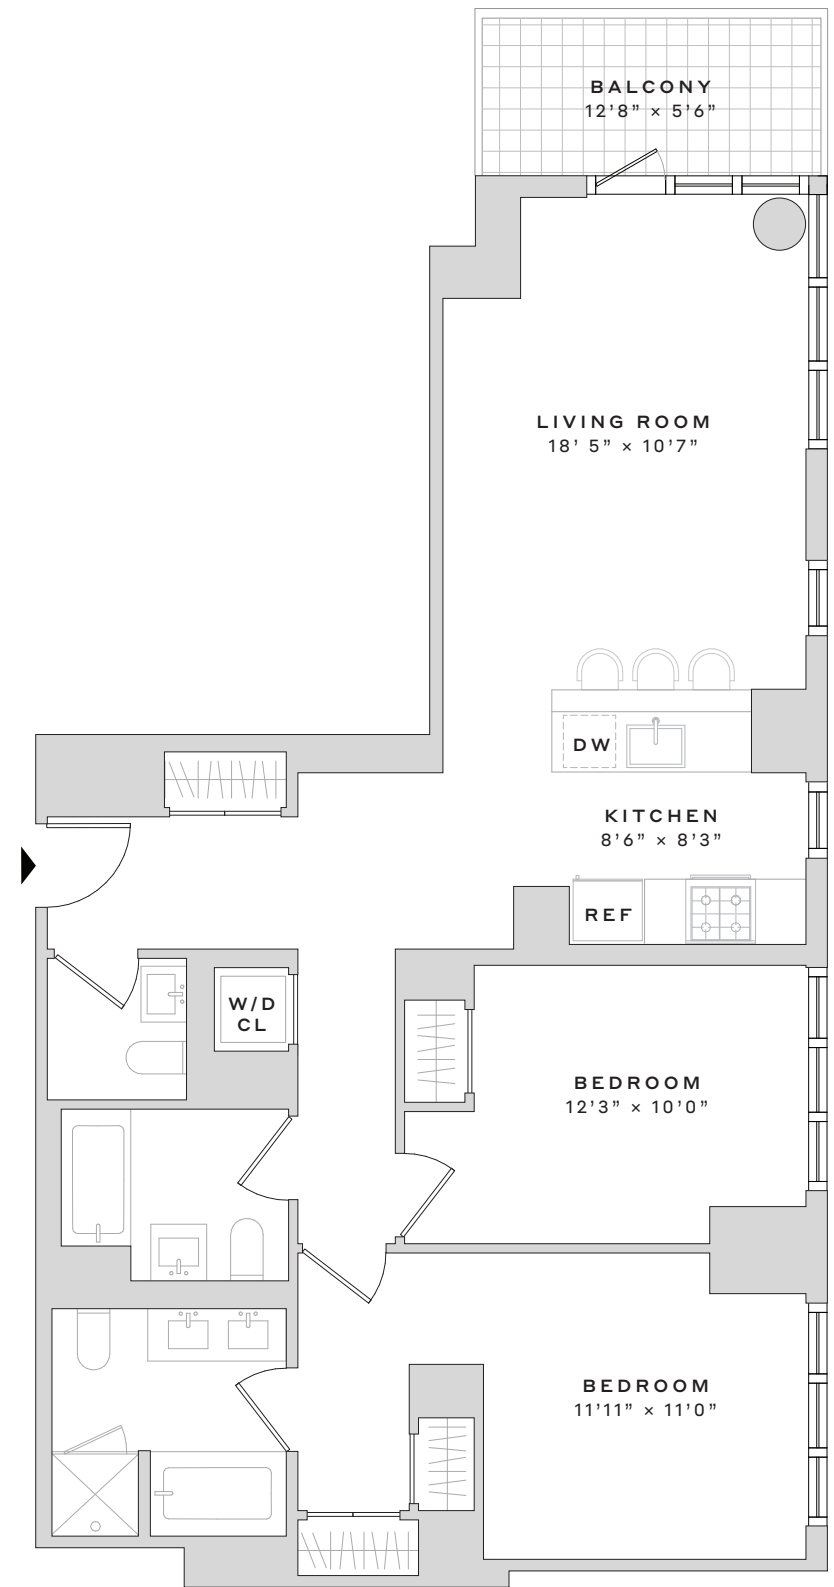 BALCONY
12’8” × 5’6”
LIVING ROOM
18’ 5” × 10’7”
DW
KITCHEN
8’6” × 8’3”
REF
W/D
CL
BEDROOM
12’3” × 10’0”
BEDROOM
11’11” × 11’0”